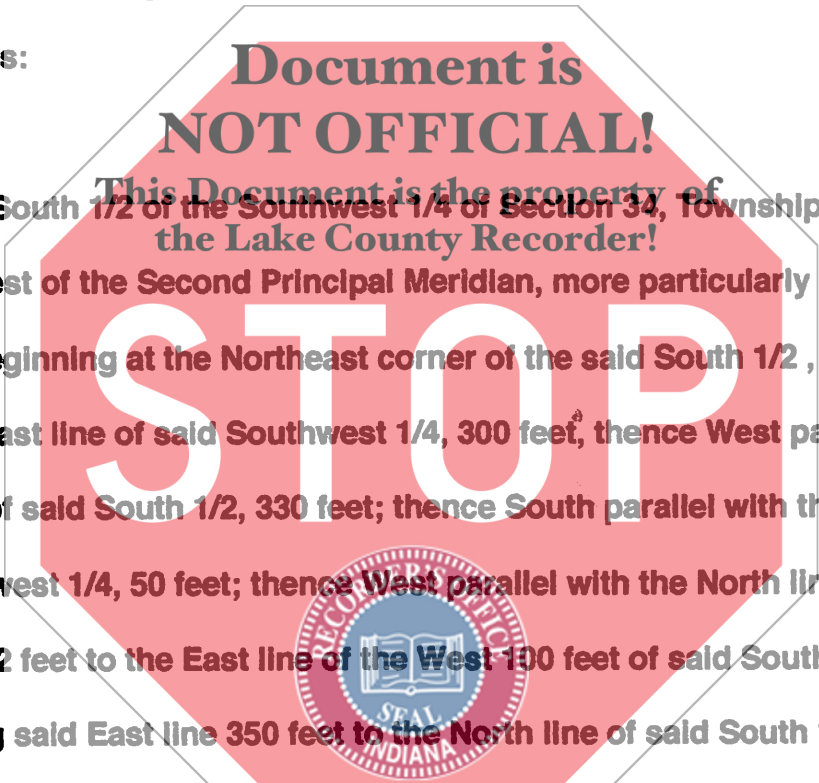 s:
Document is
NOT OFFICIAL!
This Document is the property of
the Lake County Recorder!
South 1/2 of the Southwest 1/4 of Section 34, Township
est of the Second Principal Meridian, more particularly
ginning at the Northeast corner of the said South 1/2 ,
ast line of said Southwest 1/4, 300 feet, thence West pa
f said South 1/2, 330 feet; thence South parallel with th
west 1/4, 50 feet; thence West parallel with the North lin
2 feet to the East line of the West 100 feet of said South
said East line 350 feet to the North line of said South
STOP
RECORDER'S OFFICE
SEAL
INDIANA